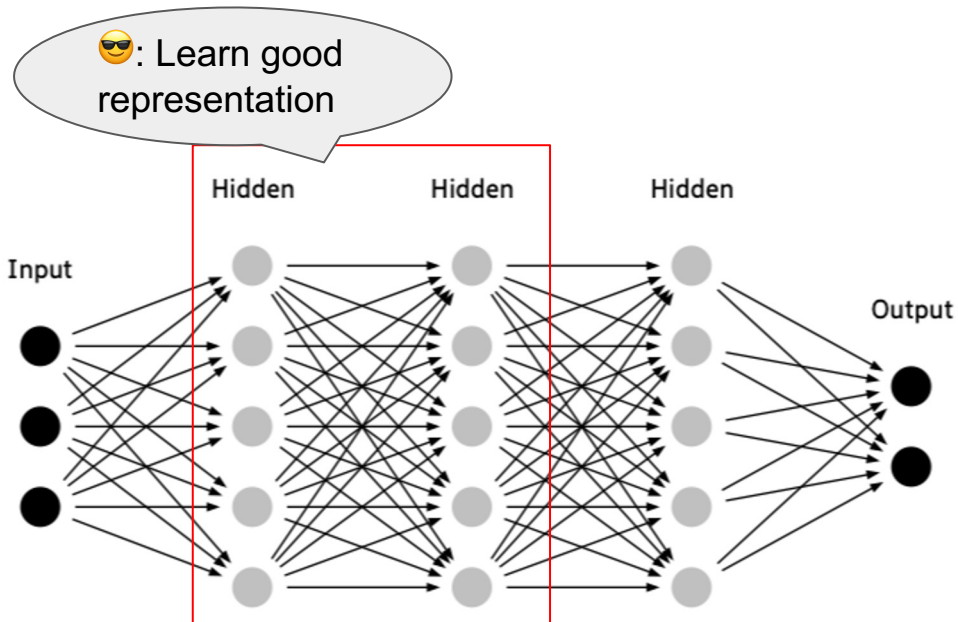 😎: Learn good
representation
Hidden
Hidden
Hidden
Input
Output